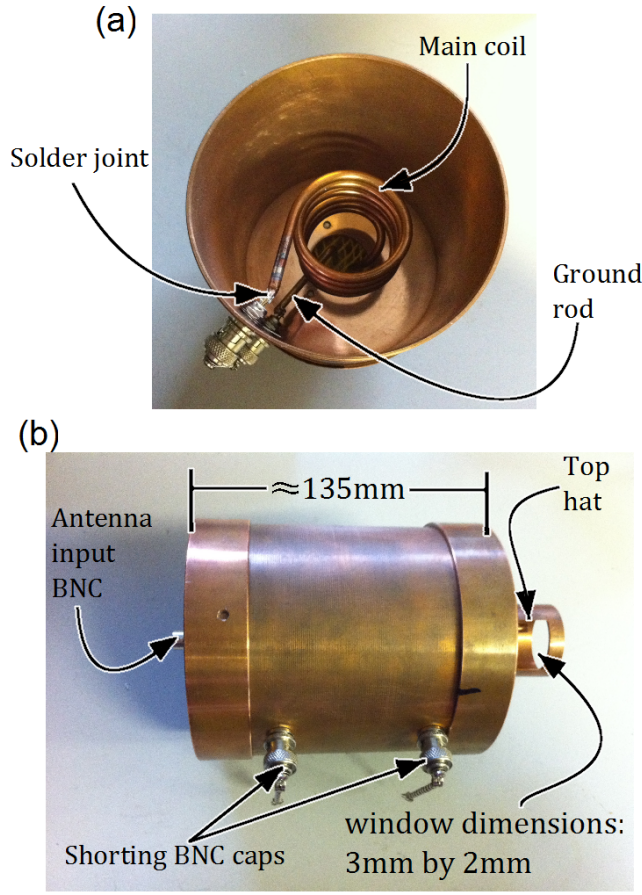 (a)
Main coil
Solder joint
Ground
rod
(b)
≈135mm
Top
hat
Antenna
input
BNC
Shorting BNC caps
window dimensions:
3mm by 2mm